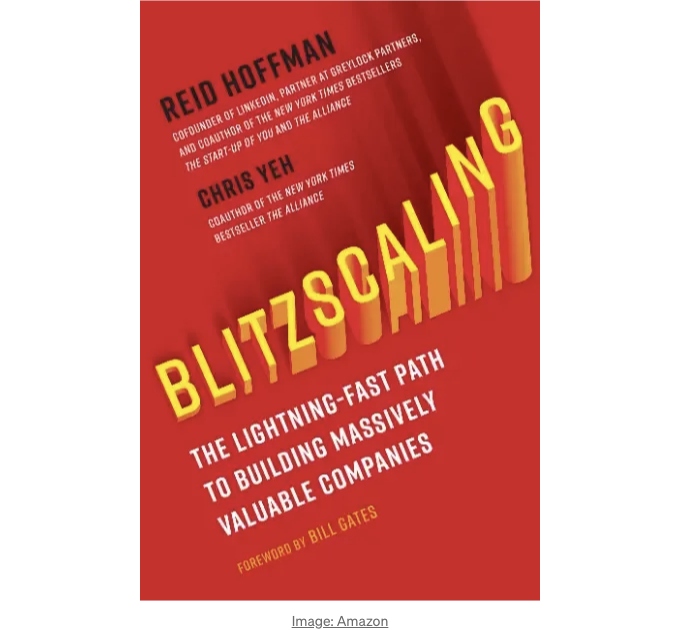 REID HOFFMAN
COFOUNDER OF LINKEDIN, PARTNER AT GREYLOCK PARTNERS,
AND COAUTHOR OF THE NEW YORK TIMES BESTSELLERS
THE START-UP OF YOU AND THE ALLIANCE
CHRIS YEH
COAUTHOR OF THE NEW YORK TIMES
BESTSELLER THE ALLIANCE
BLITZSCALING
THE LIGHTNING-FAST PATH
TO BUILDING MASSIVELY
VALUABLE COMPANIES
FOREWORD BY BILL GATES
Image: Amazon